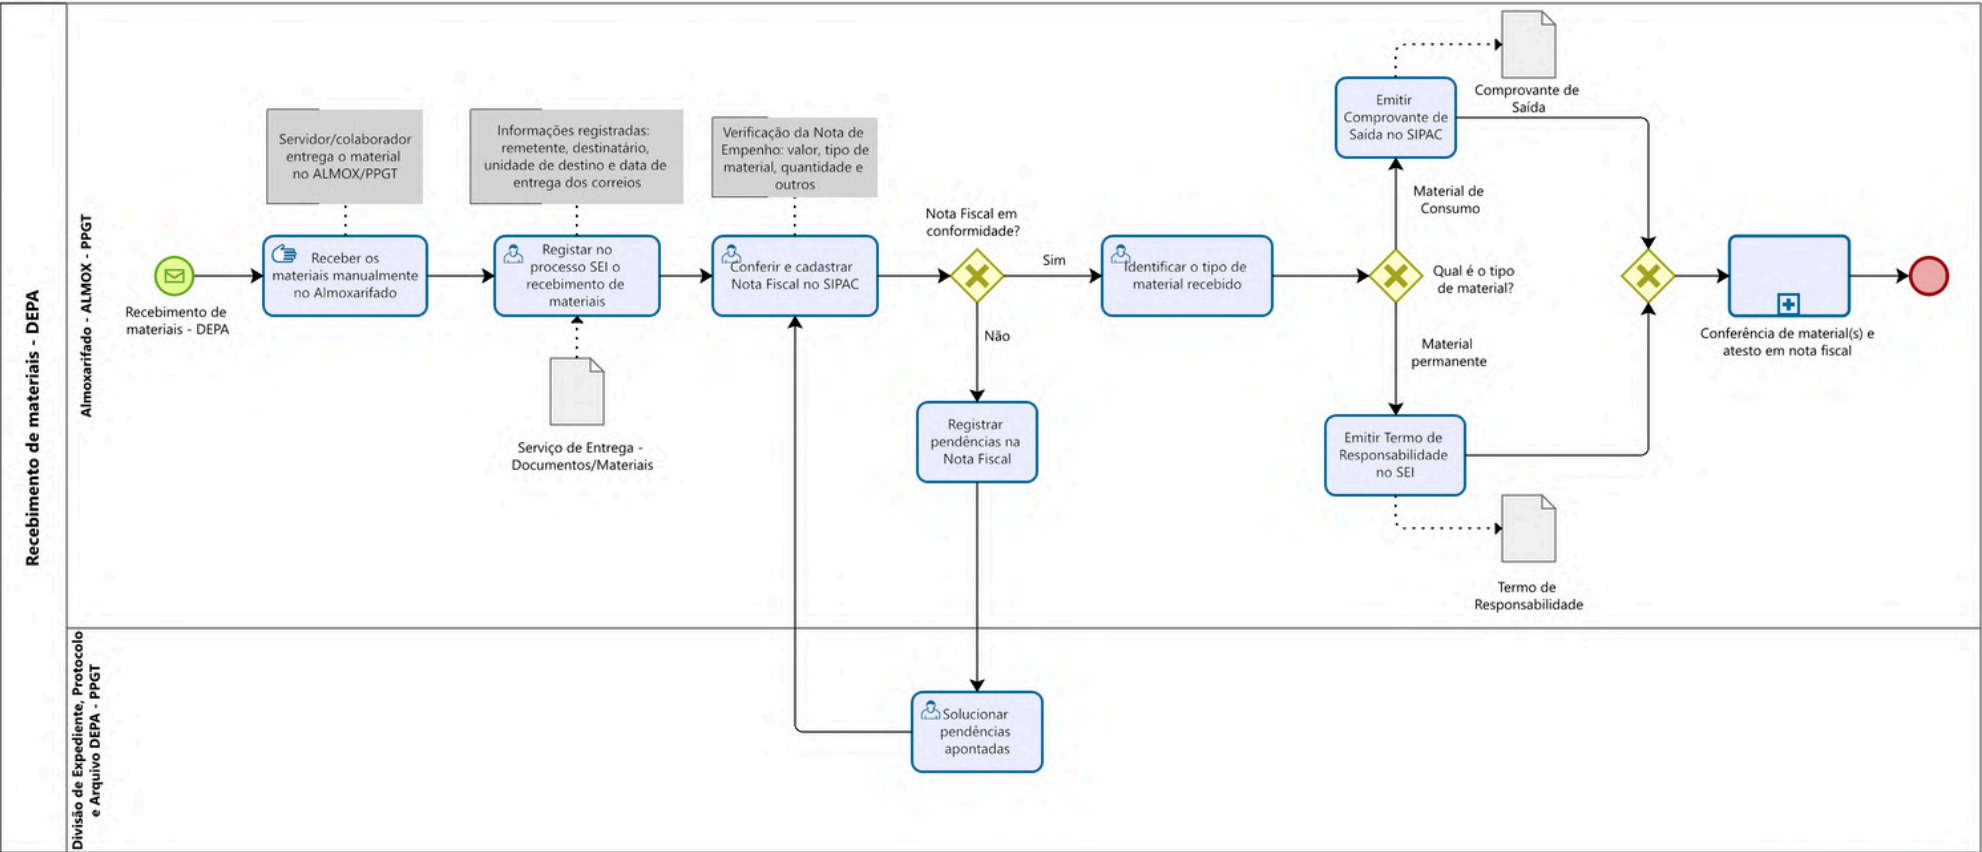 Recebimento de materiais - DEPA
Almoxarifado - ALMOX - PPGT
Recebimento de
materiais - DEPA
Servidor/colaborador
entrega o material
no ALMOX/PPGT
Receber os
materiais manualmente
no Almoxarifado
Informações registradas:
remetente, destinatário,
unidade de destino e data de
entrega dos correios
Registar no
processo SEI o
recebimento de
materiais
Serviço de Entrega -
Documentos/Materiais
Verificação da Nota de
Empenho: valor, tipo de
material, quantidade e
outros
Conferir e cadastrar
Nota Fiscal no SIPAC
Nota Fiscal em
conformidade?
Sim
Não
Registrar
pendências na
Nota Fiscal
Identificar o tipo de
material recebido
Qual é o tipo
de material?
Material de
Consumo
Emitir
Comprovante de
Saída no SIPAC
Comprovante de
Saída
Material
permanente
Emitir Termo de
Responsabilidade
no SEI
Termo de
Responsabilidade
Conferência de material(s) e
atesto em nota fiscal
Divisão de Expediente, Protocolo
e Arquivo DEPA - PPGT
Solucionar
pendências
apontadas